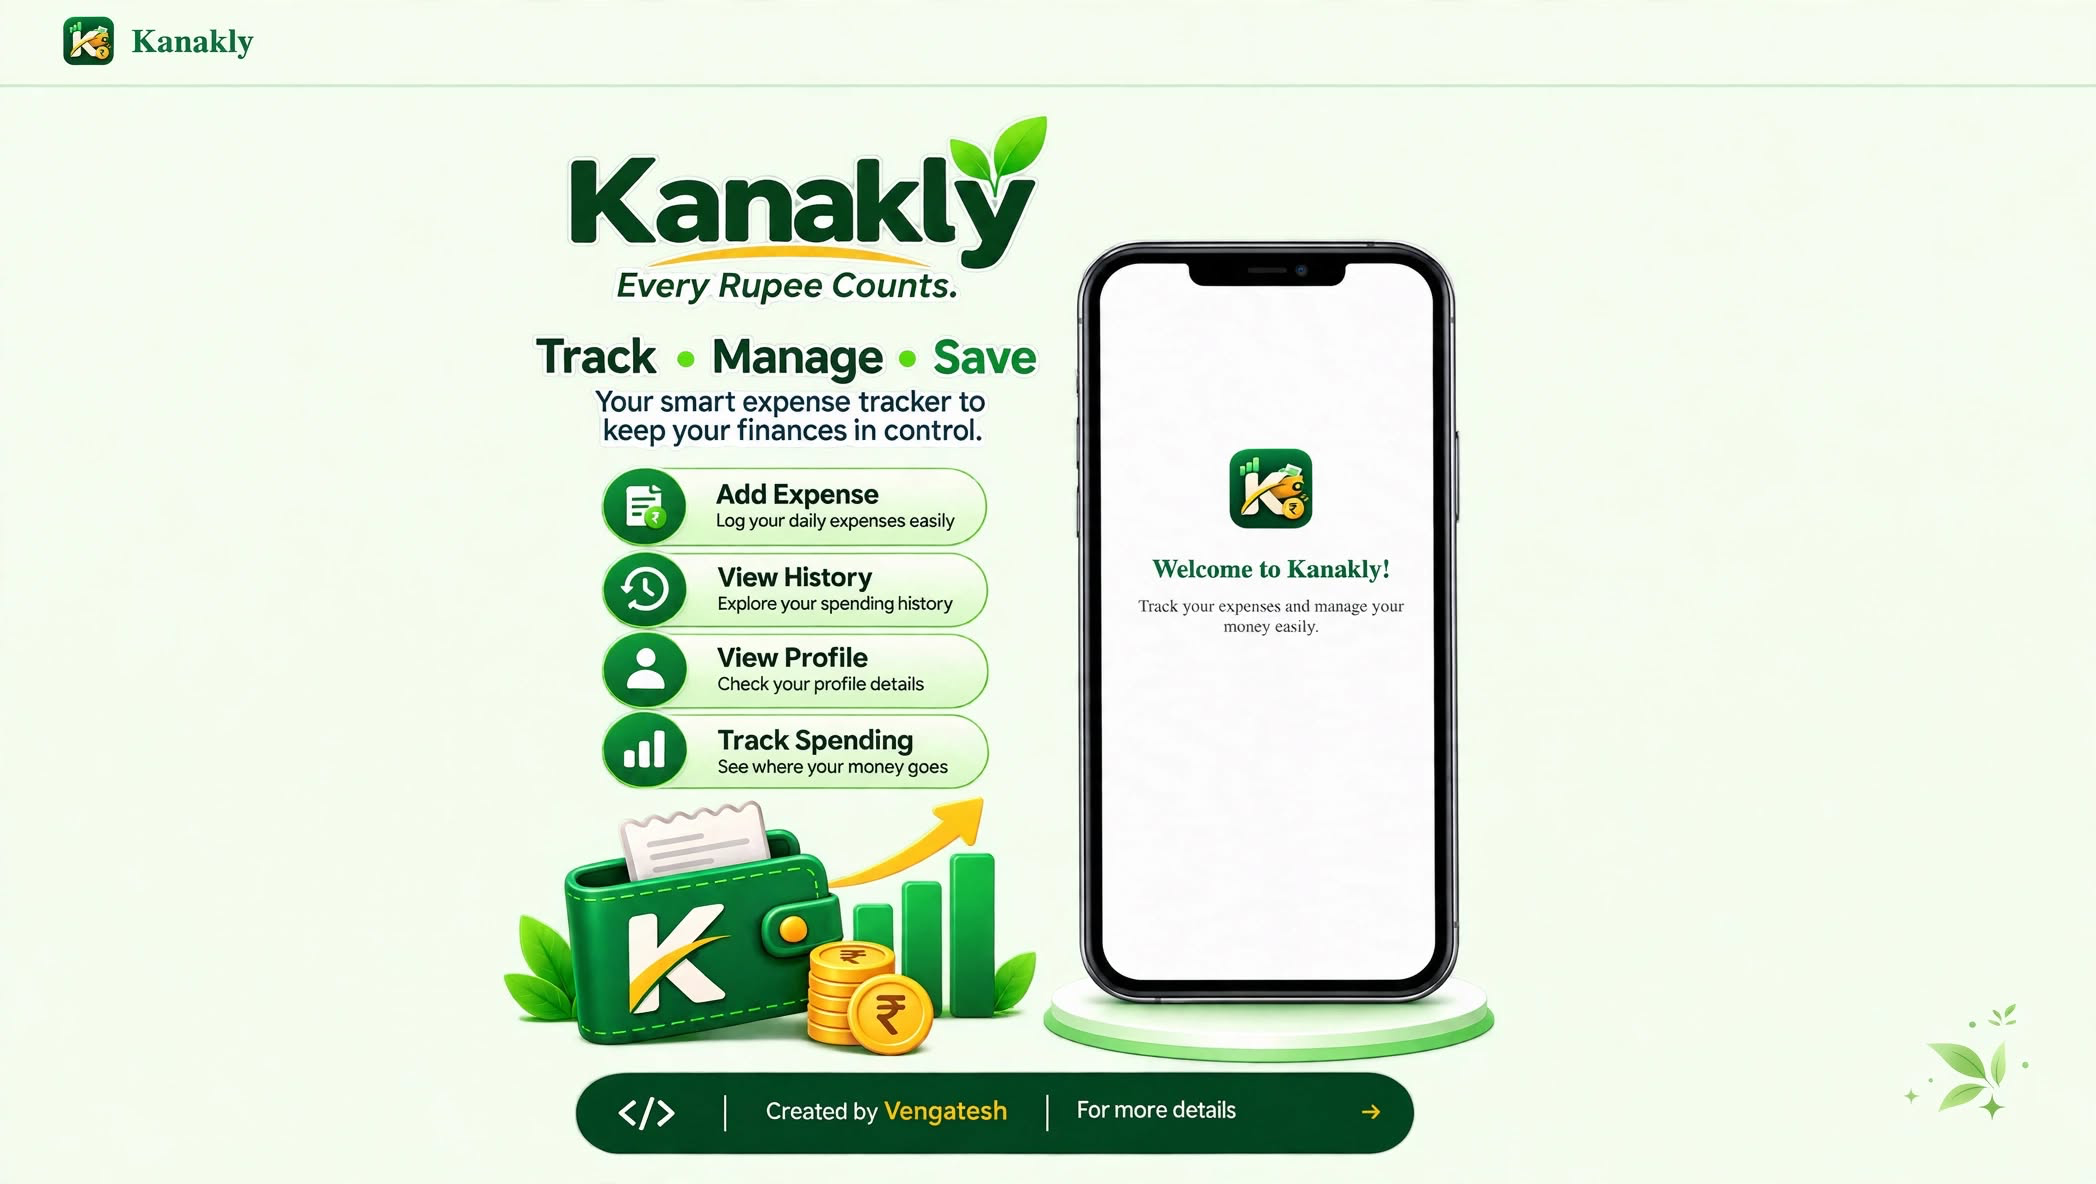 Kanakly
Kanakly
Every Rupee Counts.
Track • Manage • Save
Your smart expense tracker to
keep your finances in control.
Add Expense
Log your daily expenses easily
View History
Explore your spending history
View Profile
Check your profile details
Track Spending
See where your money goes
K
₹
₹
K
₹
Welcome to Kanakly!
Track your expenses and manage your
money easily.
</> | Created by Vengatesh | For more details →